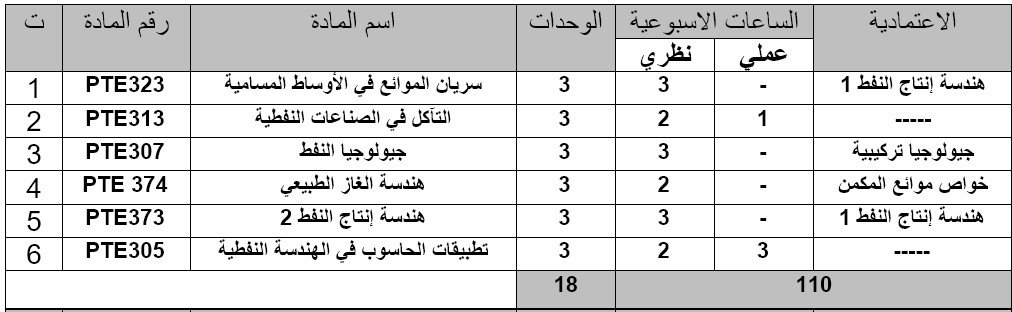 ت رقم المادة اسم المادة الوحدات الساعات الاسبوعية الاعتمادية
نظري عملي
1 PTE323 سريان الموائع في الأوساط المسامية 3 3 - هندسة إنتاج النفط 1
2 PTE313 التآكل في الصناعات النفطية 3 2 1 -----
3 PTE307 جيولوجيا النفط 3 3 - جيولوجيا تركيبية
4 PTE 374 هندسة الغاز الطبيعي 3 2 - خواص موائع المكمن
5 PTE373 هندسة إنتاج النفط 2 3 3 - هندسة إنتاج النفط 1
6 PTE305 تطبيقات الحاسوب في الهندسة النفطية 3 2 3 -----
18 110